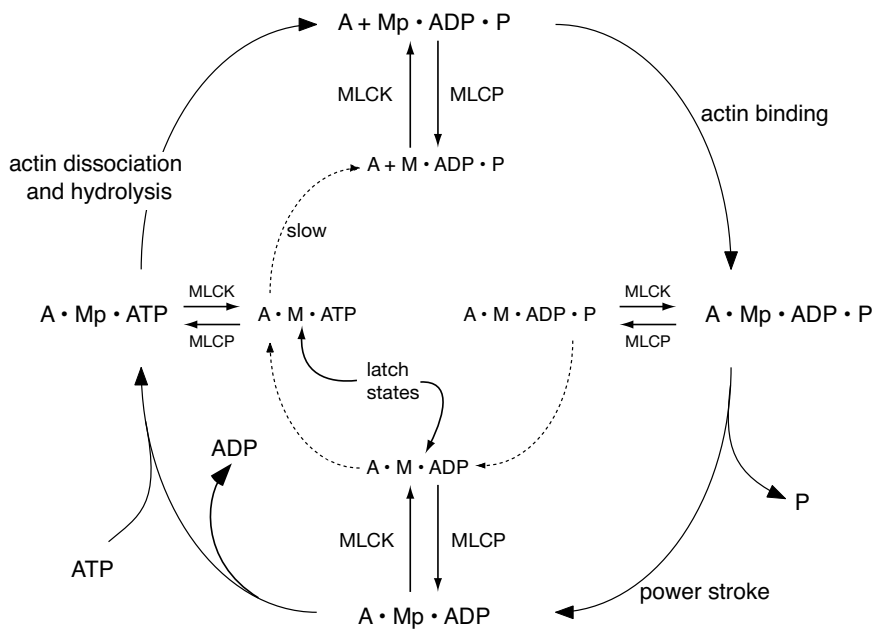 A + Mp • ADP • P
MLCK
MLCP
actin binding
A + M • ADP • P
actin dissociation
and hydrolysis
slow
A • Mp • ATP
MLCK
MLCP
A • M • ATP
A • M • ADP • P
MLCK
MLCP
A • Mp • ADP • P
latch
states
ADP
A • M • ADP
P
MLCK
MLCP
ATP
power stroke
A • Mp • ADP